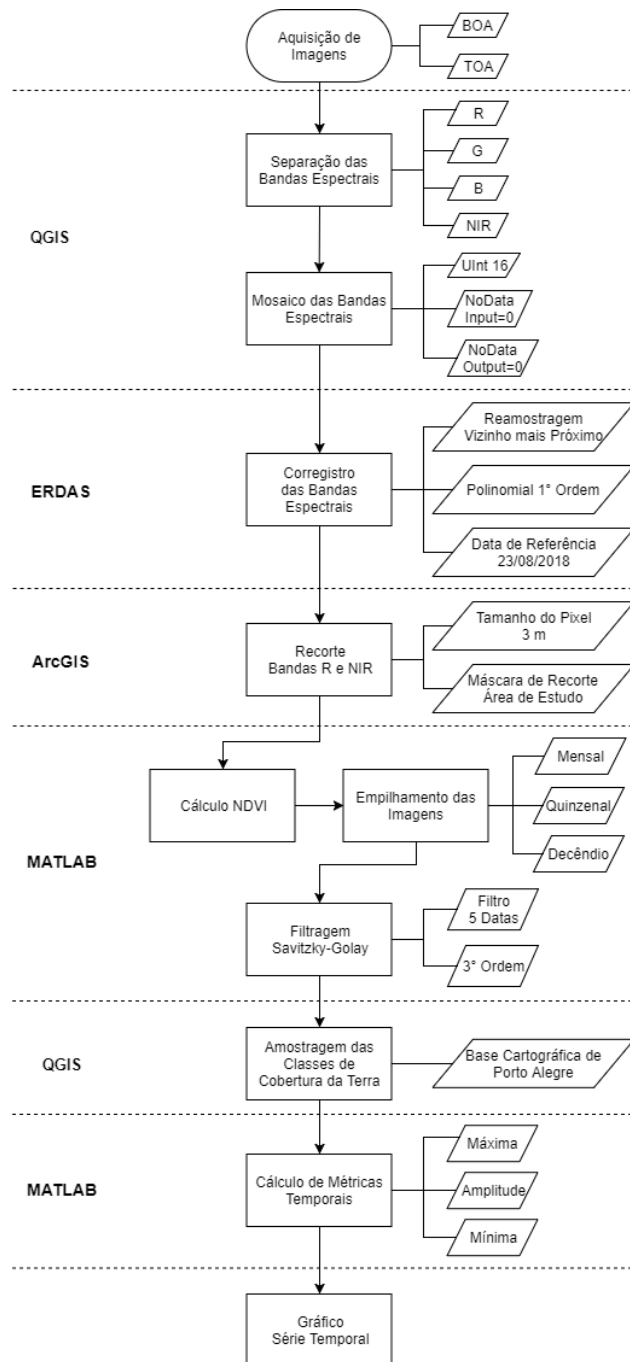 Aquisição de
Imagens
BOA
TOA
QGIS
Separação das
Bandas Espectrais
R
G
B
NIR
Mosaico das Bandas
Espectrais
UInt 16
NoData
Input=0
NoData
Output=0
ERDAS
Corregistro
das Bandas
Espectrais
Reamostragem
Vizinho mais Próximo
Polinomial 1° Ordem
Data de Referência
23/08/2018
ArcGIS
Recorte
Bandas R e NIR
Tamanho do Pixel
3 m
Máscara de Recorte
Área de Estudo
MATLAB
Cálculo NDVI
Empilhamento das
Imagens
Mensal
Quinzenal
Decêndio
Filtragem
Savitzky-Golay
Filtro
5 Datas
3° Ordem
QGIS
Amostragem das
Classes de
Cobertura da Terra
Base Cartográfica de
Porto Alegre
MATLAB
Cálculo de Métricas
Temporais
Máxima
Amplitude
Mínima
Gráfico
Série Temporal